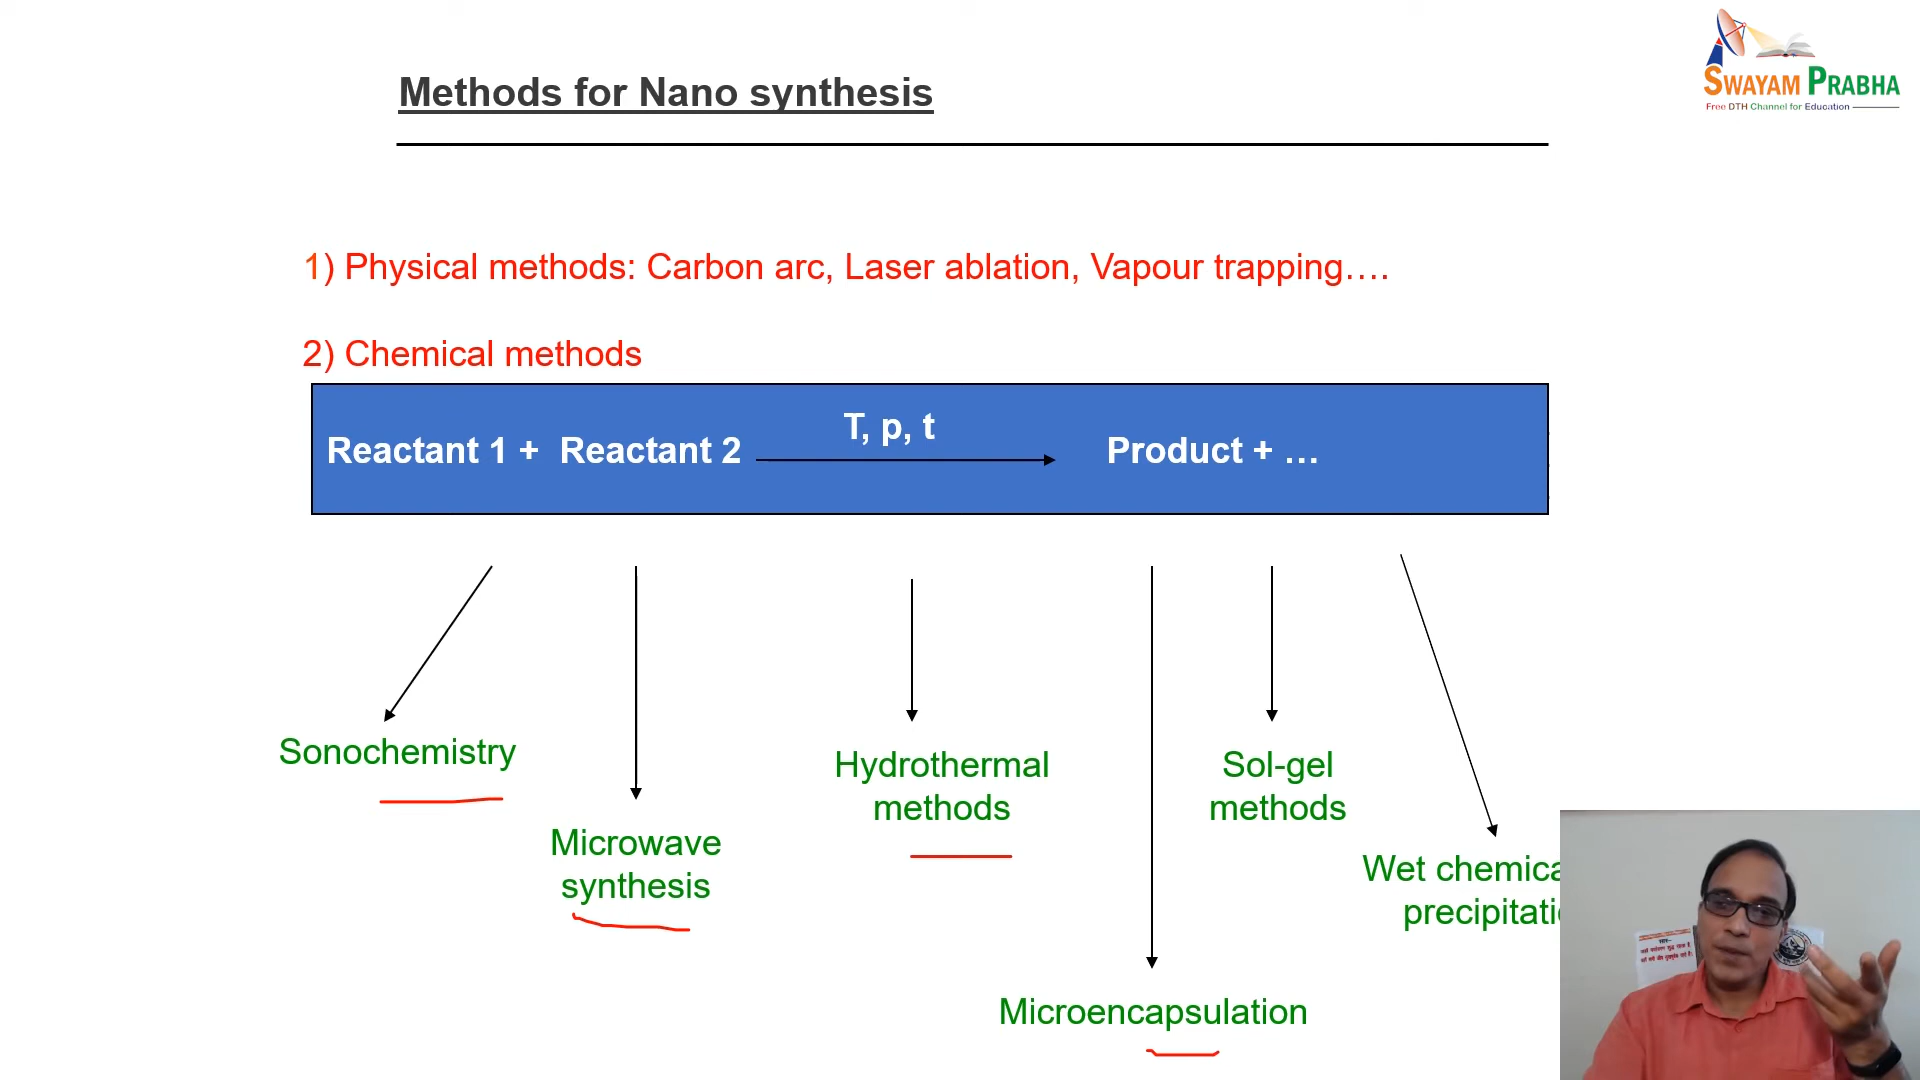 SWAYAM PRABHA
Free DTH Channel for Education
Methods for Nano synthesis
1) Physical methods: Carbon arc, Laser ablation, Vapour trapping….
2) Chemical methods
T, p, t
Reactant 1 + Reactant 2
Product + …
Sonochemistry
Hydrothermal
methods
Sol-gel
methods
Microwave
synthesis
Wet chemica
precipitati
Microencapsulation